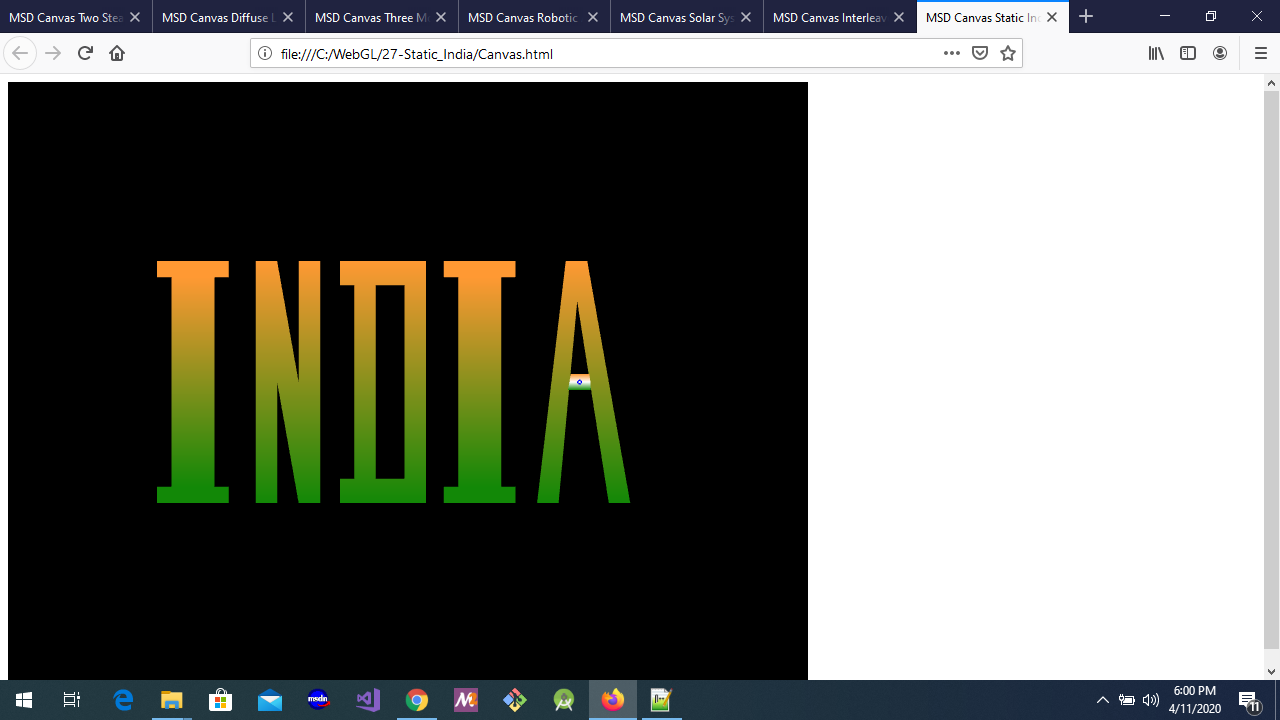 MSD Canvas Two Stea
MSD Canvas Diffuse L
MSD Canvas Three M
MSD Canvas Robotic
MSD Canvas Solar Sys
MSD Canvas Interleav
MSD Canvas Static In
file:///C:/WebGL/27-Static_India/Canvas.html
INDIA
msdn
6:00 PM
4/11/2020
11